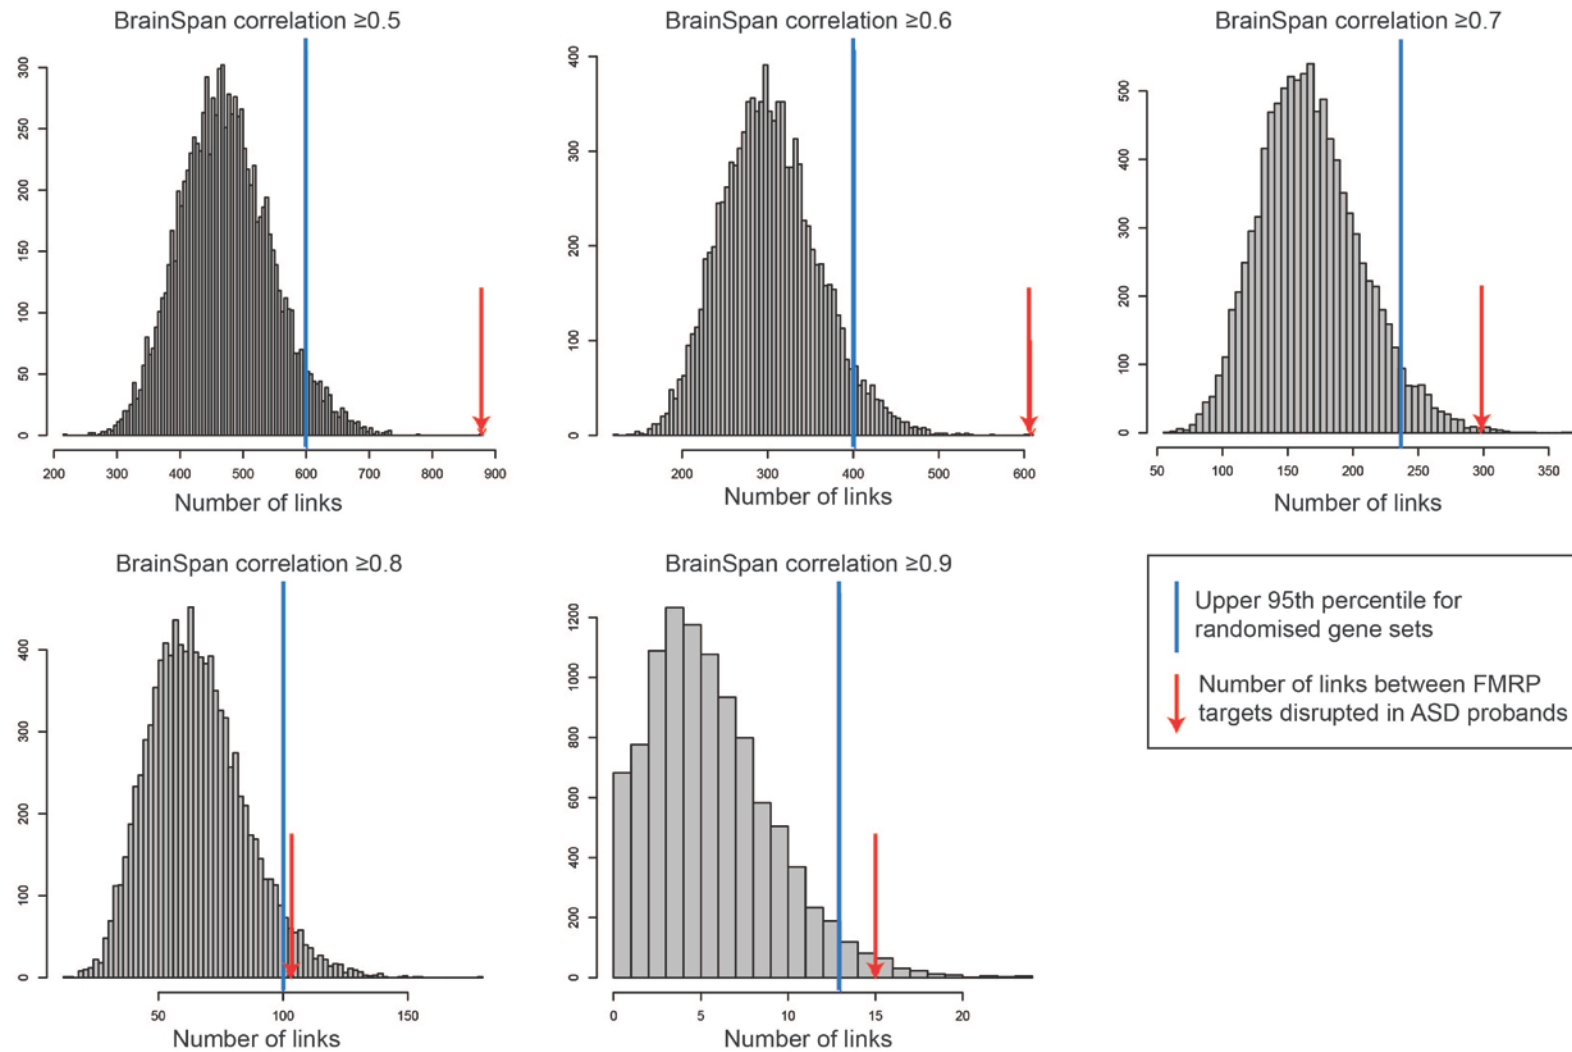 BrainSpan correlation ≥0.5
300
250
200
150
100
50
0
200 300 400 500 600 700 800 900
Number of links
BrainSpan correlation ≥0.6
400
300
200
100
0
200 300 400 500 600
Number of links
BrainSpan correlation ≥0.7
500
400
300
200
100
0
50 100 150 200 250 300 350
Number of links
BrainSpan correlation ≥0.8
400
300
200
100
0
50 100 150
Number of links
BrainSpan correlation ≥0.9
1200
1000
800
600
400
200
0
0 5 10 15 20
Number of links
Upper 95th percentile for
randomised gene sets
Number of links between FMRP
targets disrupted in ASD probands